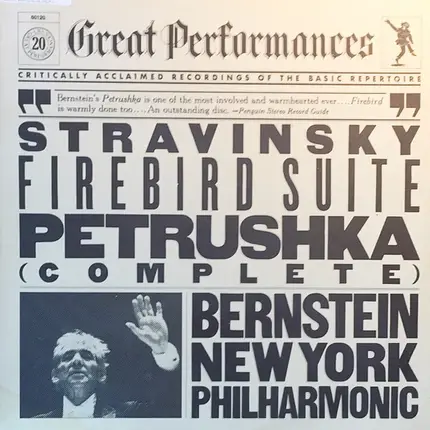 60120
20
Great Performances
CRITICALLY ACCLAIMED RECORDINGS OF THE BASIC REPERTOIRE
Bernstein's Petrushka is one of the most involved and warmhearted ever....Firebird
is warmly done too....An outstanding disc. —Penguin Stereo Record Guide
STRAVINSKY
FIREBIRD SUITE
PETRUSHKA
(COMPLETE)
BERNSTEIN
NEW YORK
PHILHARMONIC